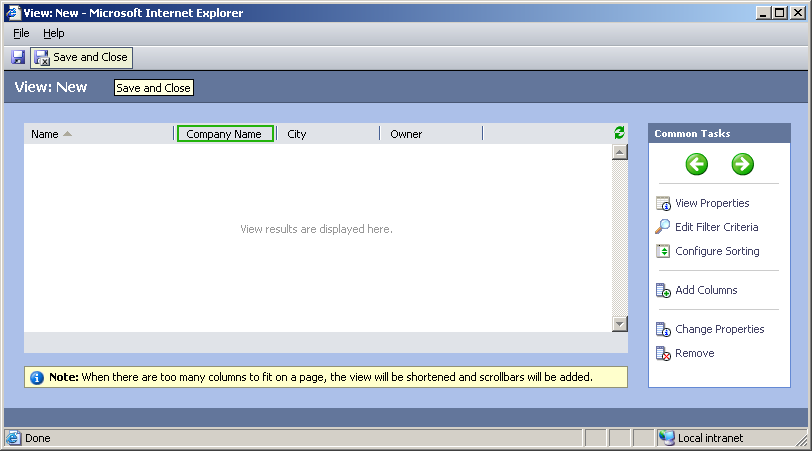 View: New - Microsoft Internet Explorer
File Help
Save and Close
View: New
Save and Close
Name Company Name City Owner
View results are displayed here.
Note: When there are too many columns to fit on a page, the view will be shortened and scrollbars will be added.
Common Tasks
View Properties
Edit Filter Criteria
Configure Sorting
Add Columns
Change Properties
Remove
Done
Local intranet